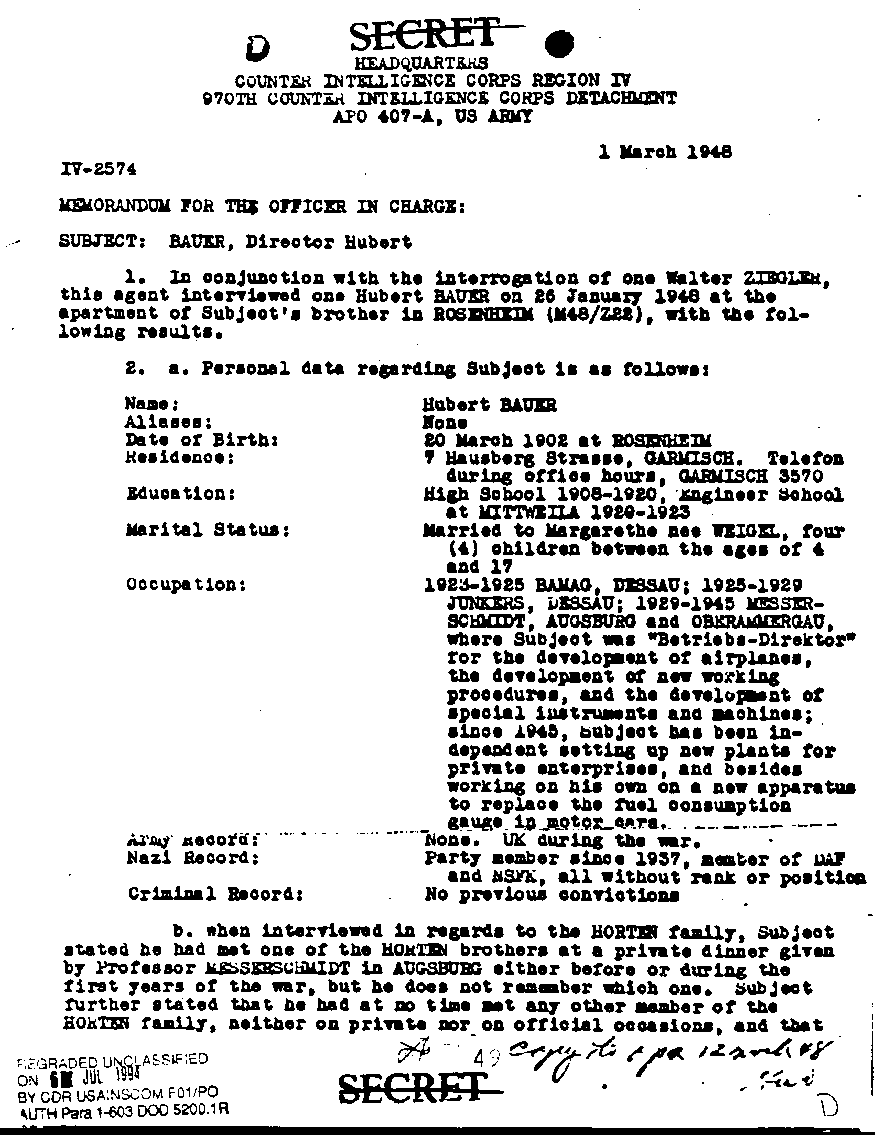 D
SECRET
HEADQUARTERS
COUNTER INTELLIGENCE CORPS REGION IV
970TH COUNTER INTELLIGENCE CORPS DETACHMENT
APO 407-A, US ARMY
1 March 1948
IV-2574
MEMORANDUM FOR THE OFFICER IN CHARGE:
SUBJECT: BAUER, Director Hubert
1. In conjunction with the interrogation of one Walter ZIEGLER,
this agent interviewed one Hubert BAUER on 26 January 1948 at the
apartment of Subject's brother in ROSENHEIM (M48/Z22), with the fol-
lowing results.
2. a. Personal data regarding Subject is as follows:
Name: Hubert BAUER
Aliases: None
Date of Birth: 20 March 1902 at ROSENHEIM
Residence: 7 Hausberg Strasse, GARMISCH. Telefon
during office hours, GARMISCH 3570
Education: High School 1908-1920, Engineer School
at MITTWEILA 1920-1923
Marital Status: Married to Margarethe nee WEIGEL, four
(4) children between the ages of 4
and 17
Occupation: 1923-1925 BAMAG, DESSAU; 1925-1929
JUNKERS, DESSAU; 1929-1945 MESSER-
SCHMIDT, AUGSBURG and OBERAMMERGAU,
where Subject was "Betriebs-Direktor"
for the development of airplanes,
the development of new working
procedures, and the development of
special instruments and machines;
since 1945, Subject has been in-
dependent setting up new plants for
private enterprises, and besides
working on his own on a new apparatus
to replace the fuel consumption
gauge in motor cars.
Army Record: None. UK during the war.
Nazi Record: Party member since 1937, member of DAF
and NSFK, all without rank or position
Criminal Record: No previous convictions
b. When interviewed in regards to the HORTEN family, Subject
stated he had met one of the HORTEN brothers at a private dinner given
by Professor MESSERSCHMIDT in AUGSBURG either before or during the
first years of the war, but he does not remember which one. Subject
further stated that he had at no time met any other member of the
HORTEN family, neither on private nor on official occasions, and that
49 Copy to
REGRADED UNCLASSIFIED
ON JUL 1994
BY CDR USAINSCOM FOI/PO
AUTH Para 1-603 DOD 5200.1R
SECRET
D